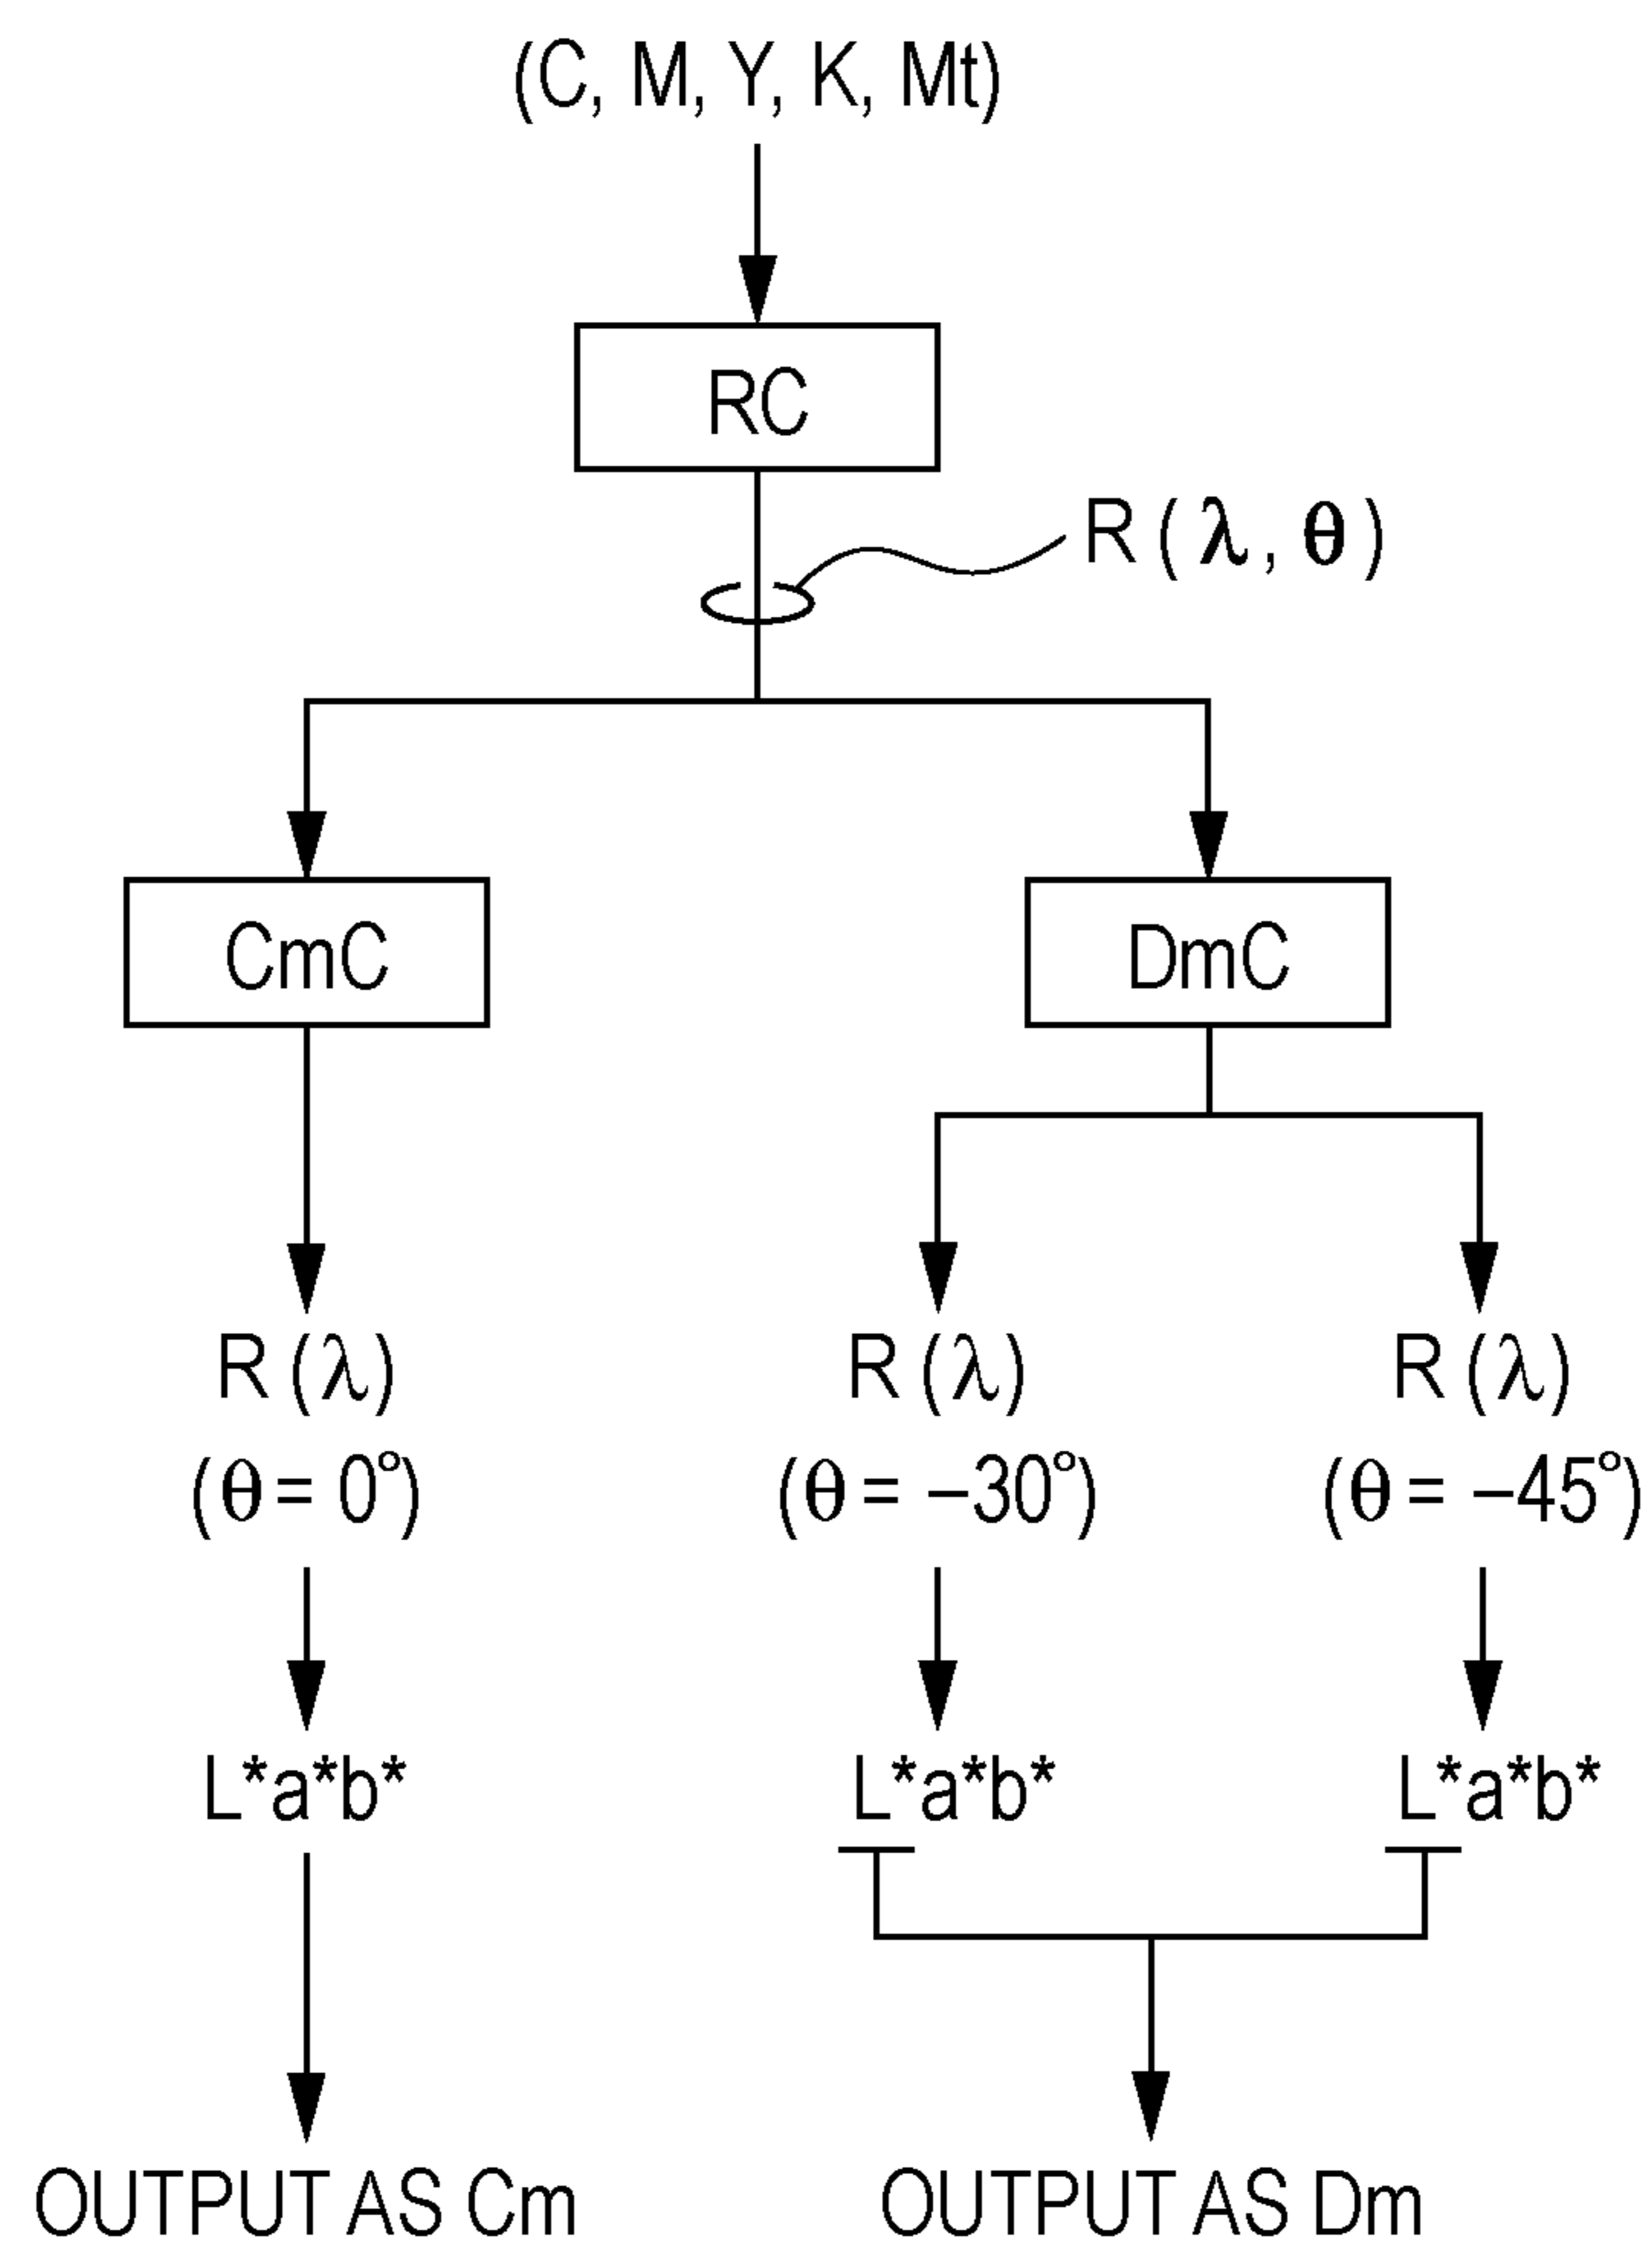 (C, M, Y, K, Mt)
RC
R ( λ , θ )
CmC
DmC
R (λ)
(θ = 0°)
R (λ)
(θ = –30°)
R (λ)
(θ = –45°)
L*a*b*
L*a*b*
L*a*b*
OUTPUT AS Cm
OUTPUT AS Dm